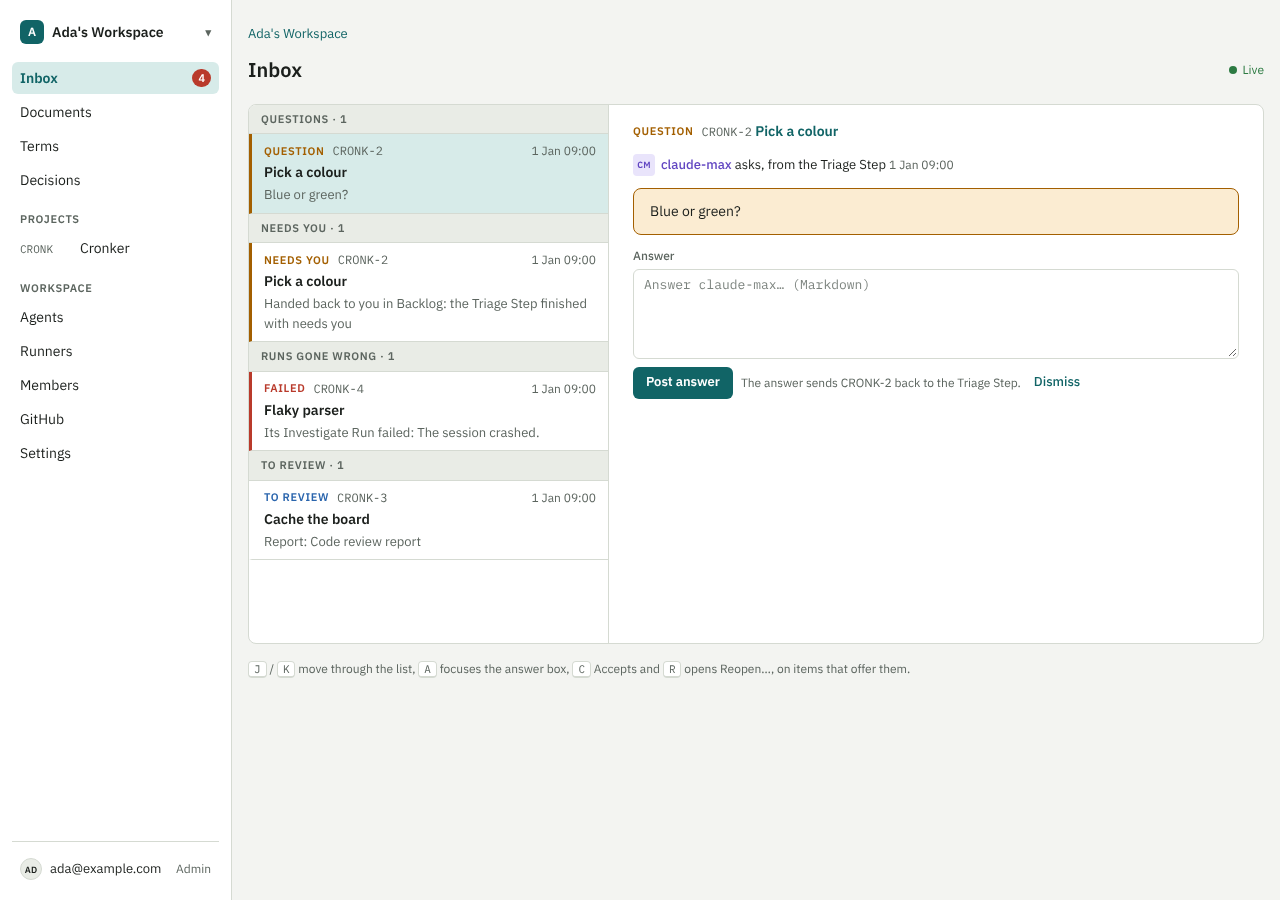 A Ada's Workspace ▾
Inbox 4
Documents
Terms
Decisions
PROJECTS
CRONK Cronker
WORKSPACE
Agents
Runners
Members
GitHub
Settings
AD ada@example.com Admin
Ada's Workspace
Inbox
Live
QUESTIONS · 1
QUESTION CRONK-2 1 Jan 09:00
Pick a colour
Blue or green?
NEEDS YOU · 1
NEEDS YOU CRONK-2 1 Jan 09:00
Pick a colour
Handed back to you in Backlog: the Triage Step finished
with needs you
RUNS GONE WRONG · 1
FAILED CRONK-4 1 Jan 09:00
Flaky parser
Its Investigate Run failed: The session crashed.
TO REVIEW · 1
TO REVIEW CRONK-3 1 Jan 09:00
Cache the board
Report: Code review report
QUESTION CRONK-2 Pick a colour
CM claude-max asks, from the Triage Step 1 Jan 09:00
Blue or green?
Answer
Answer claude-max… (Markdown)
Post answer The answer sends CRONK-2 back to the Triage Step. Dismiss
J / K move through the list, A focuses the answer box, C Accepts and R opens Reopen…, on items that offer them.